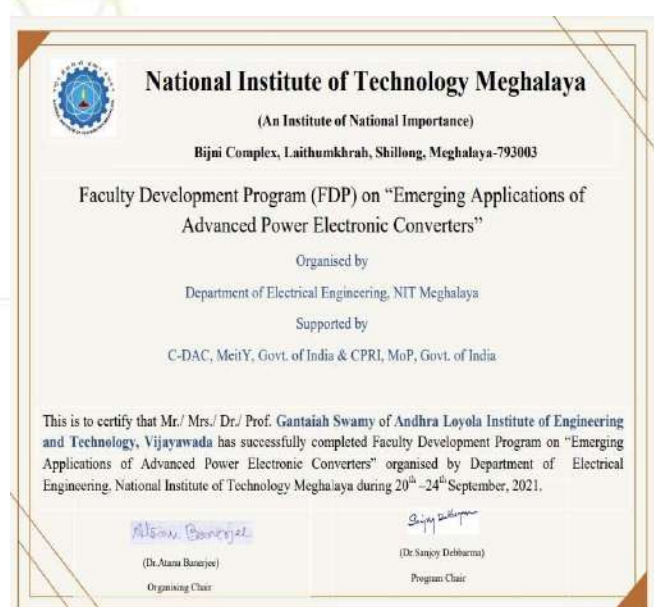 National Institute of Technology Meghalaya
(An Institute of National Importance)
Bijni Complex, Laithumkhrah, Shillong, Meghalaya-793003
Faculty Development Program (FDP) on “Emerging Applications of
Advanced Power Electronic Converters”
Organised by
Department of Electrical Engineering, NIT Meghalaya
Supported by
C-DAC, MeitY, Govt. of India & CPRI, MoP, Govt. of India
This is to certify that Mr./ Mrs./ Dr./ Prof. Gantaiah Swamy of Andhra Loyola Institute of Engineering
and Technology, Vijayawada has successfully completed Faculty Development Program on “Emerging
Applications of Advanced Power Electronic Converters” organised by Department of Electrical
Engineering, National Institute of Technology Meghalaya during 20th –24th September, 2021.
Banerjee
(Dr. Atanu Banerjee)
Organising Chair
Sanjoy Debbarma
(Dr. Sanjoy Debbarma)
Program Chair